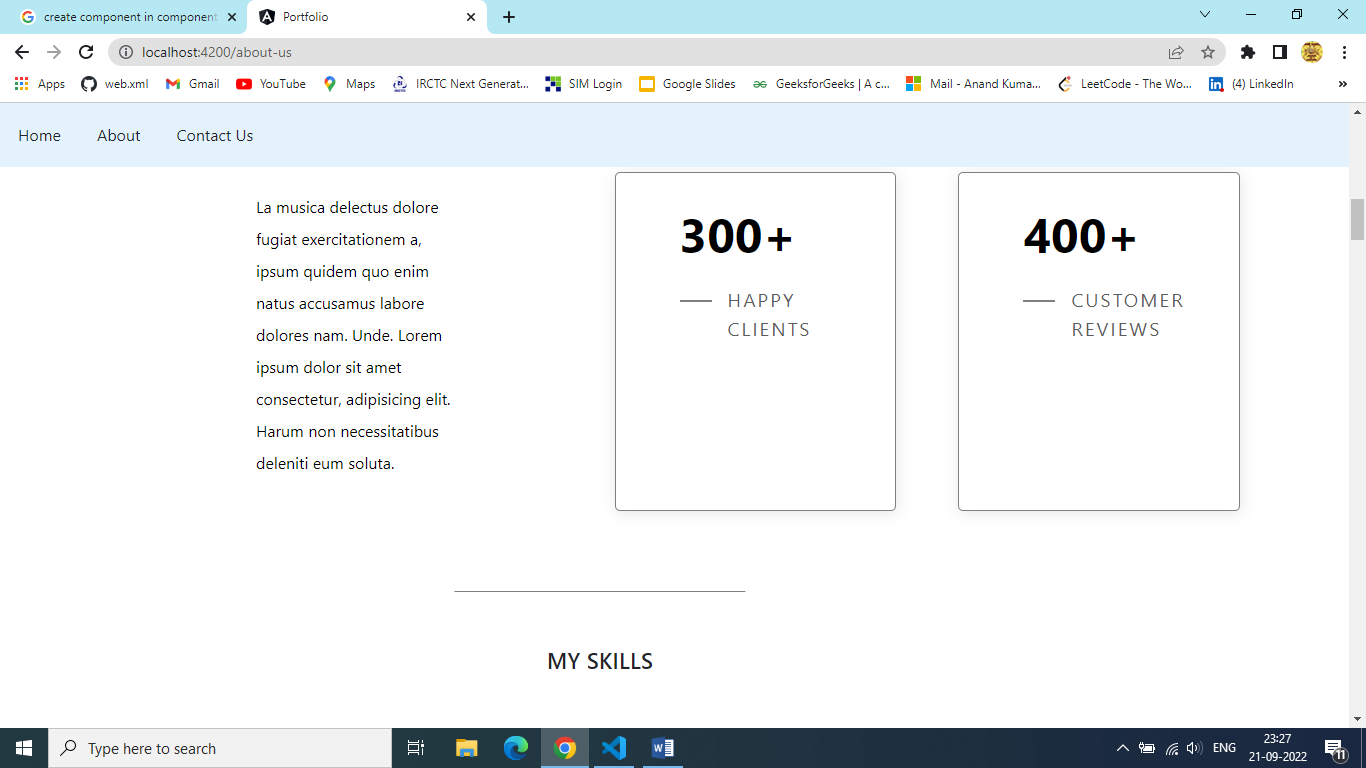 create component in component
Portfolio
localhost:4200/about-us
Apps
web.xml
Gmail
YouTube
Maps
IRCTC Next Generat...
SIM Login
Google Slides
GeeksforGeeks | A c...
Mail - Anand Kuma...
LeetCode - The Wo...
(4) LinkedIn
»
Home About Contact Us
La musica delectus dolore
fugiat exercitationem a,
ipsum quidem quo enim
natus accusamus labore
dolores nam. Unde. Lorem
ipsum dolor sit amet
consectetur, adipisicing elit.
Harum non necessitatibus
deleniti eum soluta.
300+
HAPPY
CLIENTS
400+
CUSTOMER
REVIEWS
MY SKILLS
Type here to search
ENG
23:27
21-09-2022
11